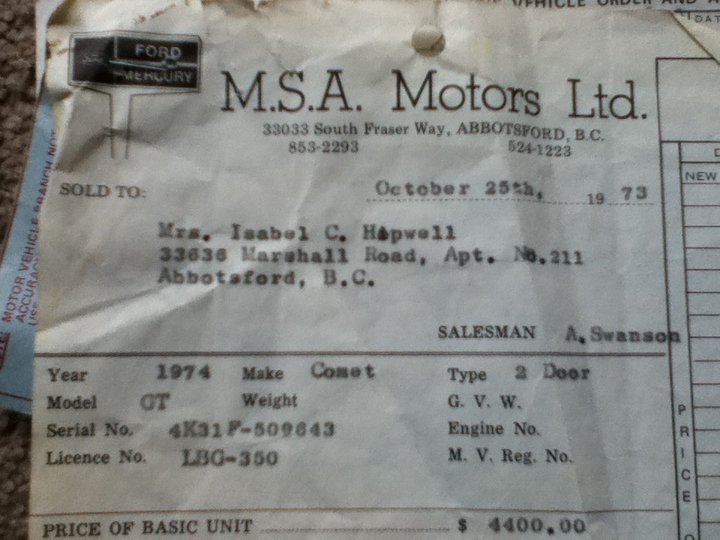 VEHICLE ORDER AND
FORD
MERCURY
M.S.A. Motors Ltd.
33033 South Fraser Way, ABBOTSFORD, B.C.
853-2293 524-1223
SOLD TO: October 25th, 19 73
Mrs. Isabel C. Hapwell
33636 Marshall Road, Apt. No.211
Abbotsford, B.C.
SALESMAN A. Swanson
Year 1974 Make Comet Type 2 Door
Model GT Weight G. V. W.
Serial No. 4K31F-509643 Engine No.
Licence No. LBG-350 M. V. Reg. No.
PRICE OF BASIC UNIT $ 4400.00
NEW
PRICE
MOTOR VEHICLE BRANCH